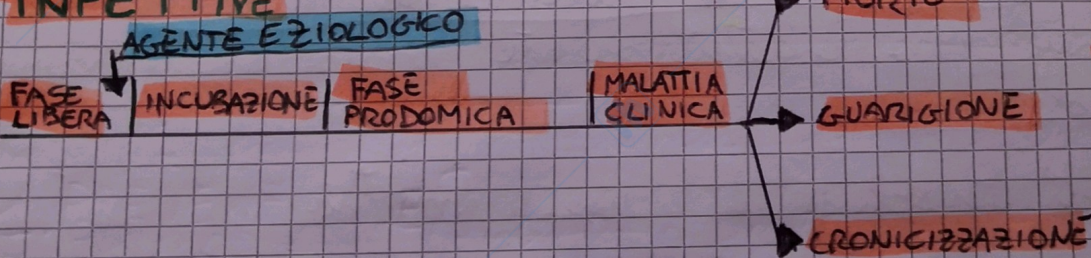 AGENTE EZIOLOGICO
FASE
LIBERA
INCUBAZIONE
FASE
PRODOMICA
MALATTIA
CLINICA
GUARIGIONE
CRONICIZZAZIONE